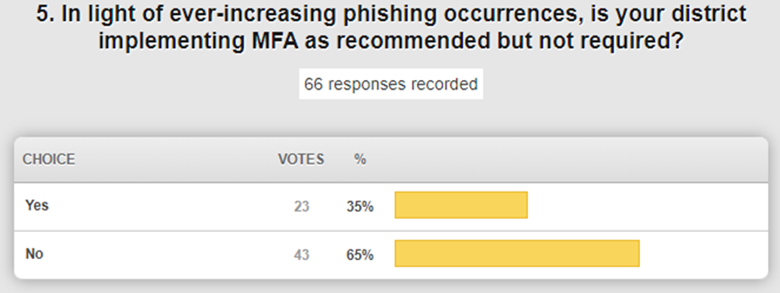 5. In light of ever-increasing phishing occurrences, is your district
implementing MFA as recommended but not required?
66 responses recorded
CHOICE VOTES %
Yes 23 35%
No 43 65%